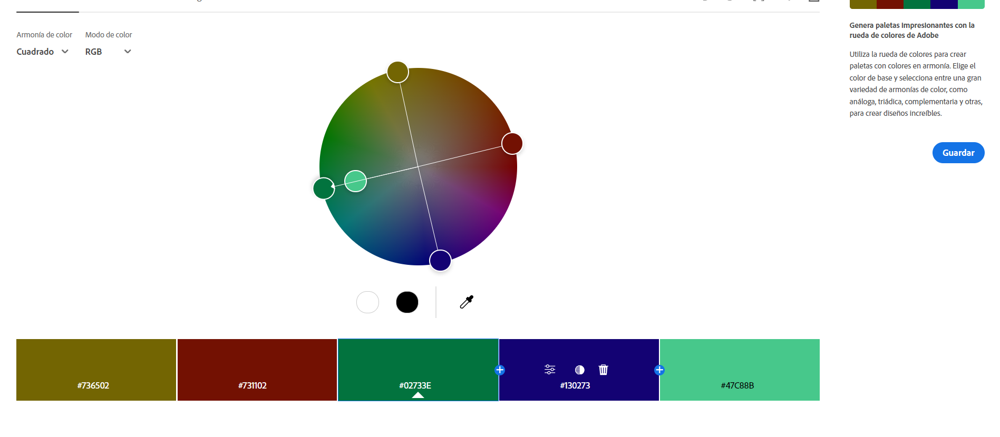 Armonía de color
Modo de color
Cuadrado
RGB
Genera paletas impresionantes con la
rueda de colores de Adobe
Utiliza la rueda de colores para crear
paletas con colores en armonía. Elige el
color de base y selecciona entre una gran
variedad de armonías de color, como
análoga, triádica, complementaria y otras,
para crear diseños increíbles.
Guardar
#736502
#731102
#02733E
#130273
#47C88B